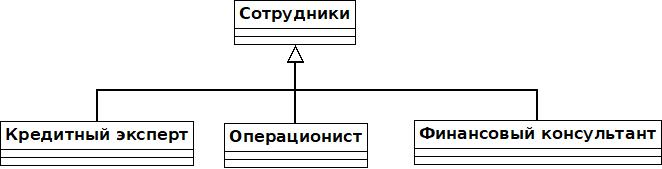 Сотрудники
Кредитный эксперт
Операционист
Финансовый консультант